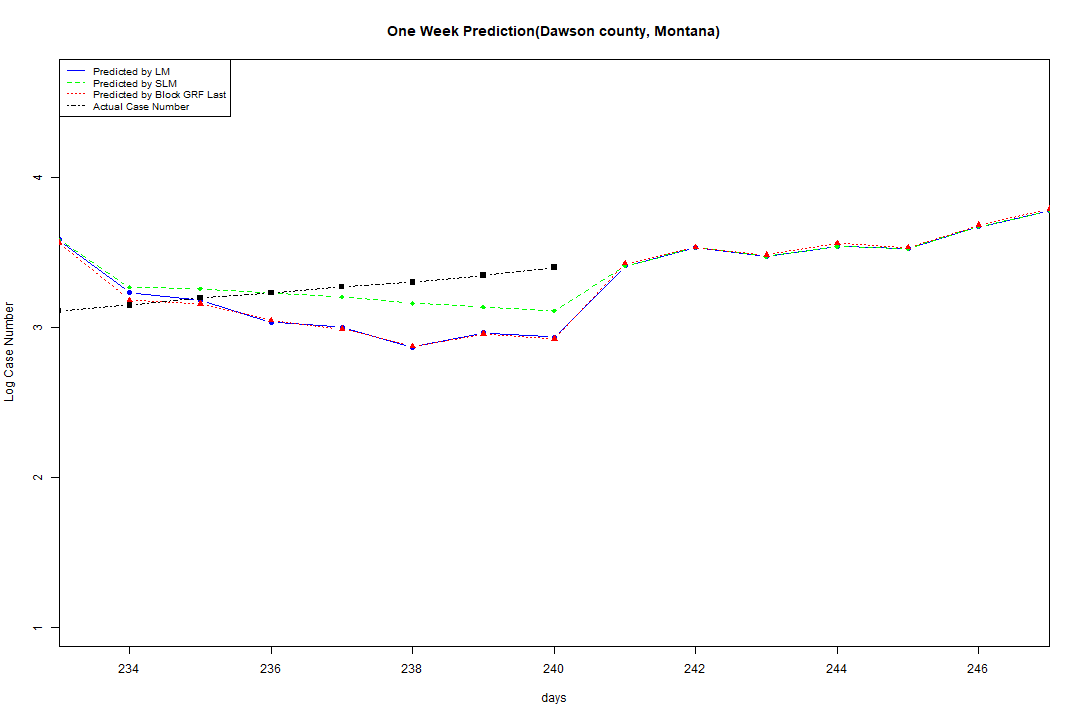 One Week Prediction(Dawson county, Montana)
Predicted by LM
Predicted by SLM
Predicted by Block GRF Last
Actual Case Number
4
3
2
1
Log Case Number
234 236 238 240 242 244 246
days